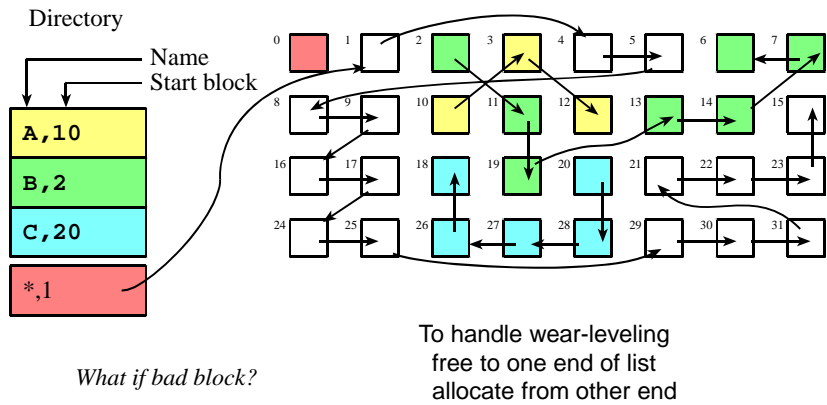 Directory
Name
Start block
A,10
B,2
C,20
*,1
What if bad block?
0 1 2 3 4 5 6 7
8 9 10 11 12 13 14 15
16 17 18 19 20 21 22 23
24 25 26 27 28 29 30 31
To handle wear-leveling
free to one end of list
allocate from other end